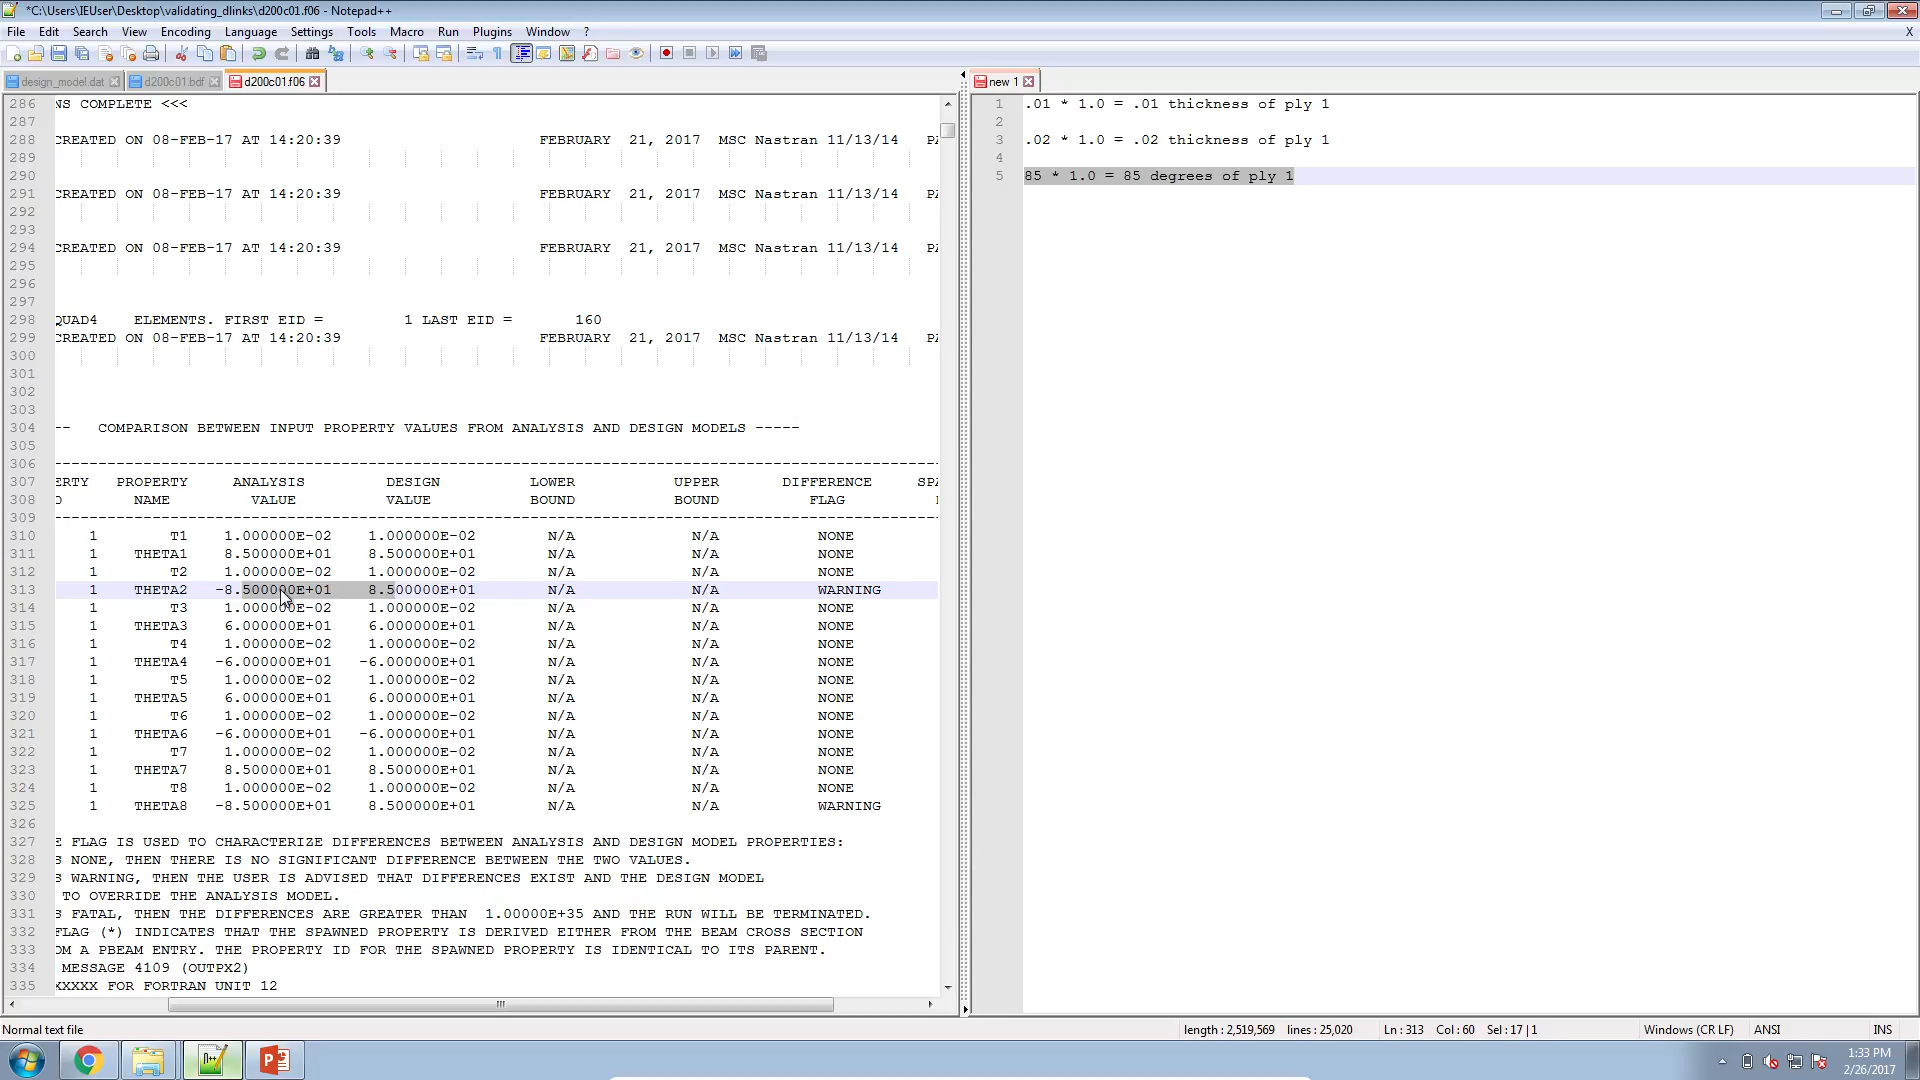 *C:\Users\IEUser\Desktop\validating_dlinks\d200c01.f06 - Notepad++
File Edit Search View Encoding Language Settings Tools Macro Run Plugins Window ? X
design_model.dat d200c01.bdf d200c01.f06
286 NS COMPLETE <<<
287
288 CREATED ON 08-FEB-17 AT 14:20:39 FEBRUARY 21, 2017 MSC Nastran 11/13/14 PA
289
290
291 CREATED ON 08-FEB-17 AT 14:20:39 FEBRUARY 21, 2017 MSC Nastran 11/13/14 PA
292
293
294 CREATED ON 08-FEB-17 AT 14:20:39 FEBRUARY 21, 2017 MSC Nastran 11/13/14 PA
295
296
297
298 QUAD4 ELEMENTS. FIRST EID = 1 LAST EID = 160
299 CREATED ON 08-FEB-17 AT 14:20:39 FEBRUARY 21, 2017 MSC Nastran 11/13/14 PA
300
301
302
303
304 -- COMPARISON BETWEEN INPUT PROPERTY VALUES FROM ANALYSIS AND DESIGN MODELS -----
305
306 --------------------------------------------------------------------------------
307 ERTY PROPERTY ANALYSIS DESIGN LOWER UPPER DIFFERENCE SPA
308 D NAME VALUE VALUE BOUND BOUND FLAG
309 --------------------------------------------------------------------------------
310 1 T1 1.000000E-02 1.000000E-02 N/A N/A NONE
311 1 THETA1 8.500000E+01 8.500000E+01 N/A N/A NONE
312 1 T2 1.000000E-02 1.000000E-02 N/A N/A NONE
313 1 THETA2 -8.500000E+01 8.500000E+01 N/A N/A WARNING
314 1 T3 1.000000E-02 1.000000E-02 N/A N/A NONE
315 1 THETA3 6.000000E+01 6.000000E+01 N/A N/A NONE
316 1 T4 1.000000E-02 1.000000E-02 N/A N/A NONE
317 1 THETA4 -6.000000E+01 -6.000000E+01 N/A N/A NONE
318 1 T5 1.000000E-02 1.000000E-02 N/A N/A NONE
319 1 THETA5 6.000000E+01 6.000000E+01 N/A N/A NONE
320 1 T6 1.000000E-02 1.000000E-02 N/A N/A NONE
321 1 THETA6 -6.000000E+01 -6.000000E+01 N/A N/A NONE
322 1 T7 1.000000E-02 1.000000E-02 N/A N/A NONE
323 1 THETA7 8.500000E+01 8.500000E+01 N/A N/A NONE
324 1 T8 1.000000E-02 1.000000E-02 N/A N/A NONE
325 1 THETA8 -8.500000E+01 8.500000E+01 N/A N/A WARNING
326
327 E FLAG IS USED TO CHARACTERIZE DIFFERENCES BETWEEN ANALYSIS AND DESIGN MODEL PROPERTIES:
328 S NONE, THEN THERE IS NO SIGNIFICANT DIFFERENCE BETWEEN THE TWO VALUES.
329 S WARNING, THEN THE USER IS ADVISED THAT DIFFERENCES EXIST AND THE DESIGN MODEL
330 TO OVERRIDE THE ANALYSIS MODEL.
331 S FATAL, THEN THE DIFFERENCES ARE GREATER THAN 1.00000E+35 AND THE RUN WILL BE TERMINATED.
332 FLAG (*) INDICATES THAT THE SPAWNED PROPERTY IS DERIVED EITHER FROM THE BEAM CROSS SECTION
333 OM A PBEAM ENTRY. THE PROPERTY ID FOR THE SPAWNED PROPERTY IS IDENTICAL TO ITS PARENT.
334 MESSAGE 4109 (OUTPX2)
335 XXXXX FOR FORTRAN UNIT 12
new 1
1 .01 * 1.0 = .01 thickness of ply 1
2
3 .02 * 1.0 = .02 thickness of ply 1
4
5 85 * 1.0 = 85 degrees of ply 1
Normal text file length : 2,519,569 lines : 25,020 Ln : 313 Col : 60 Sel : 17 | 1 Windows (CR LF) ANSI INS
1:33 PM
2/26/2017